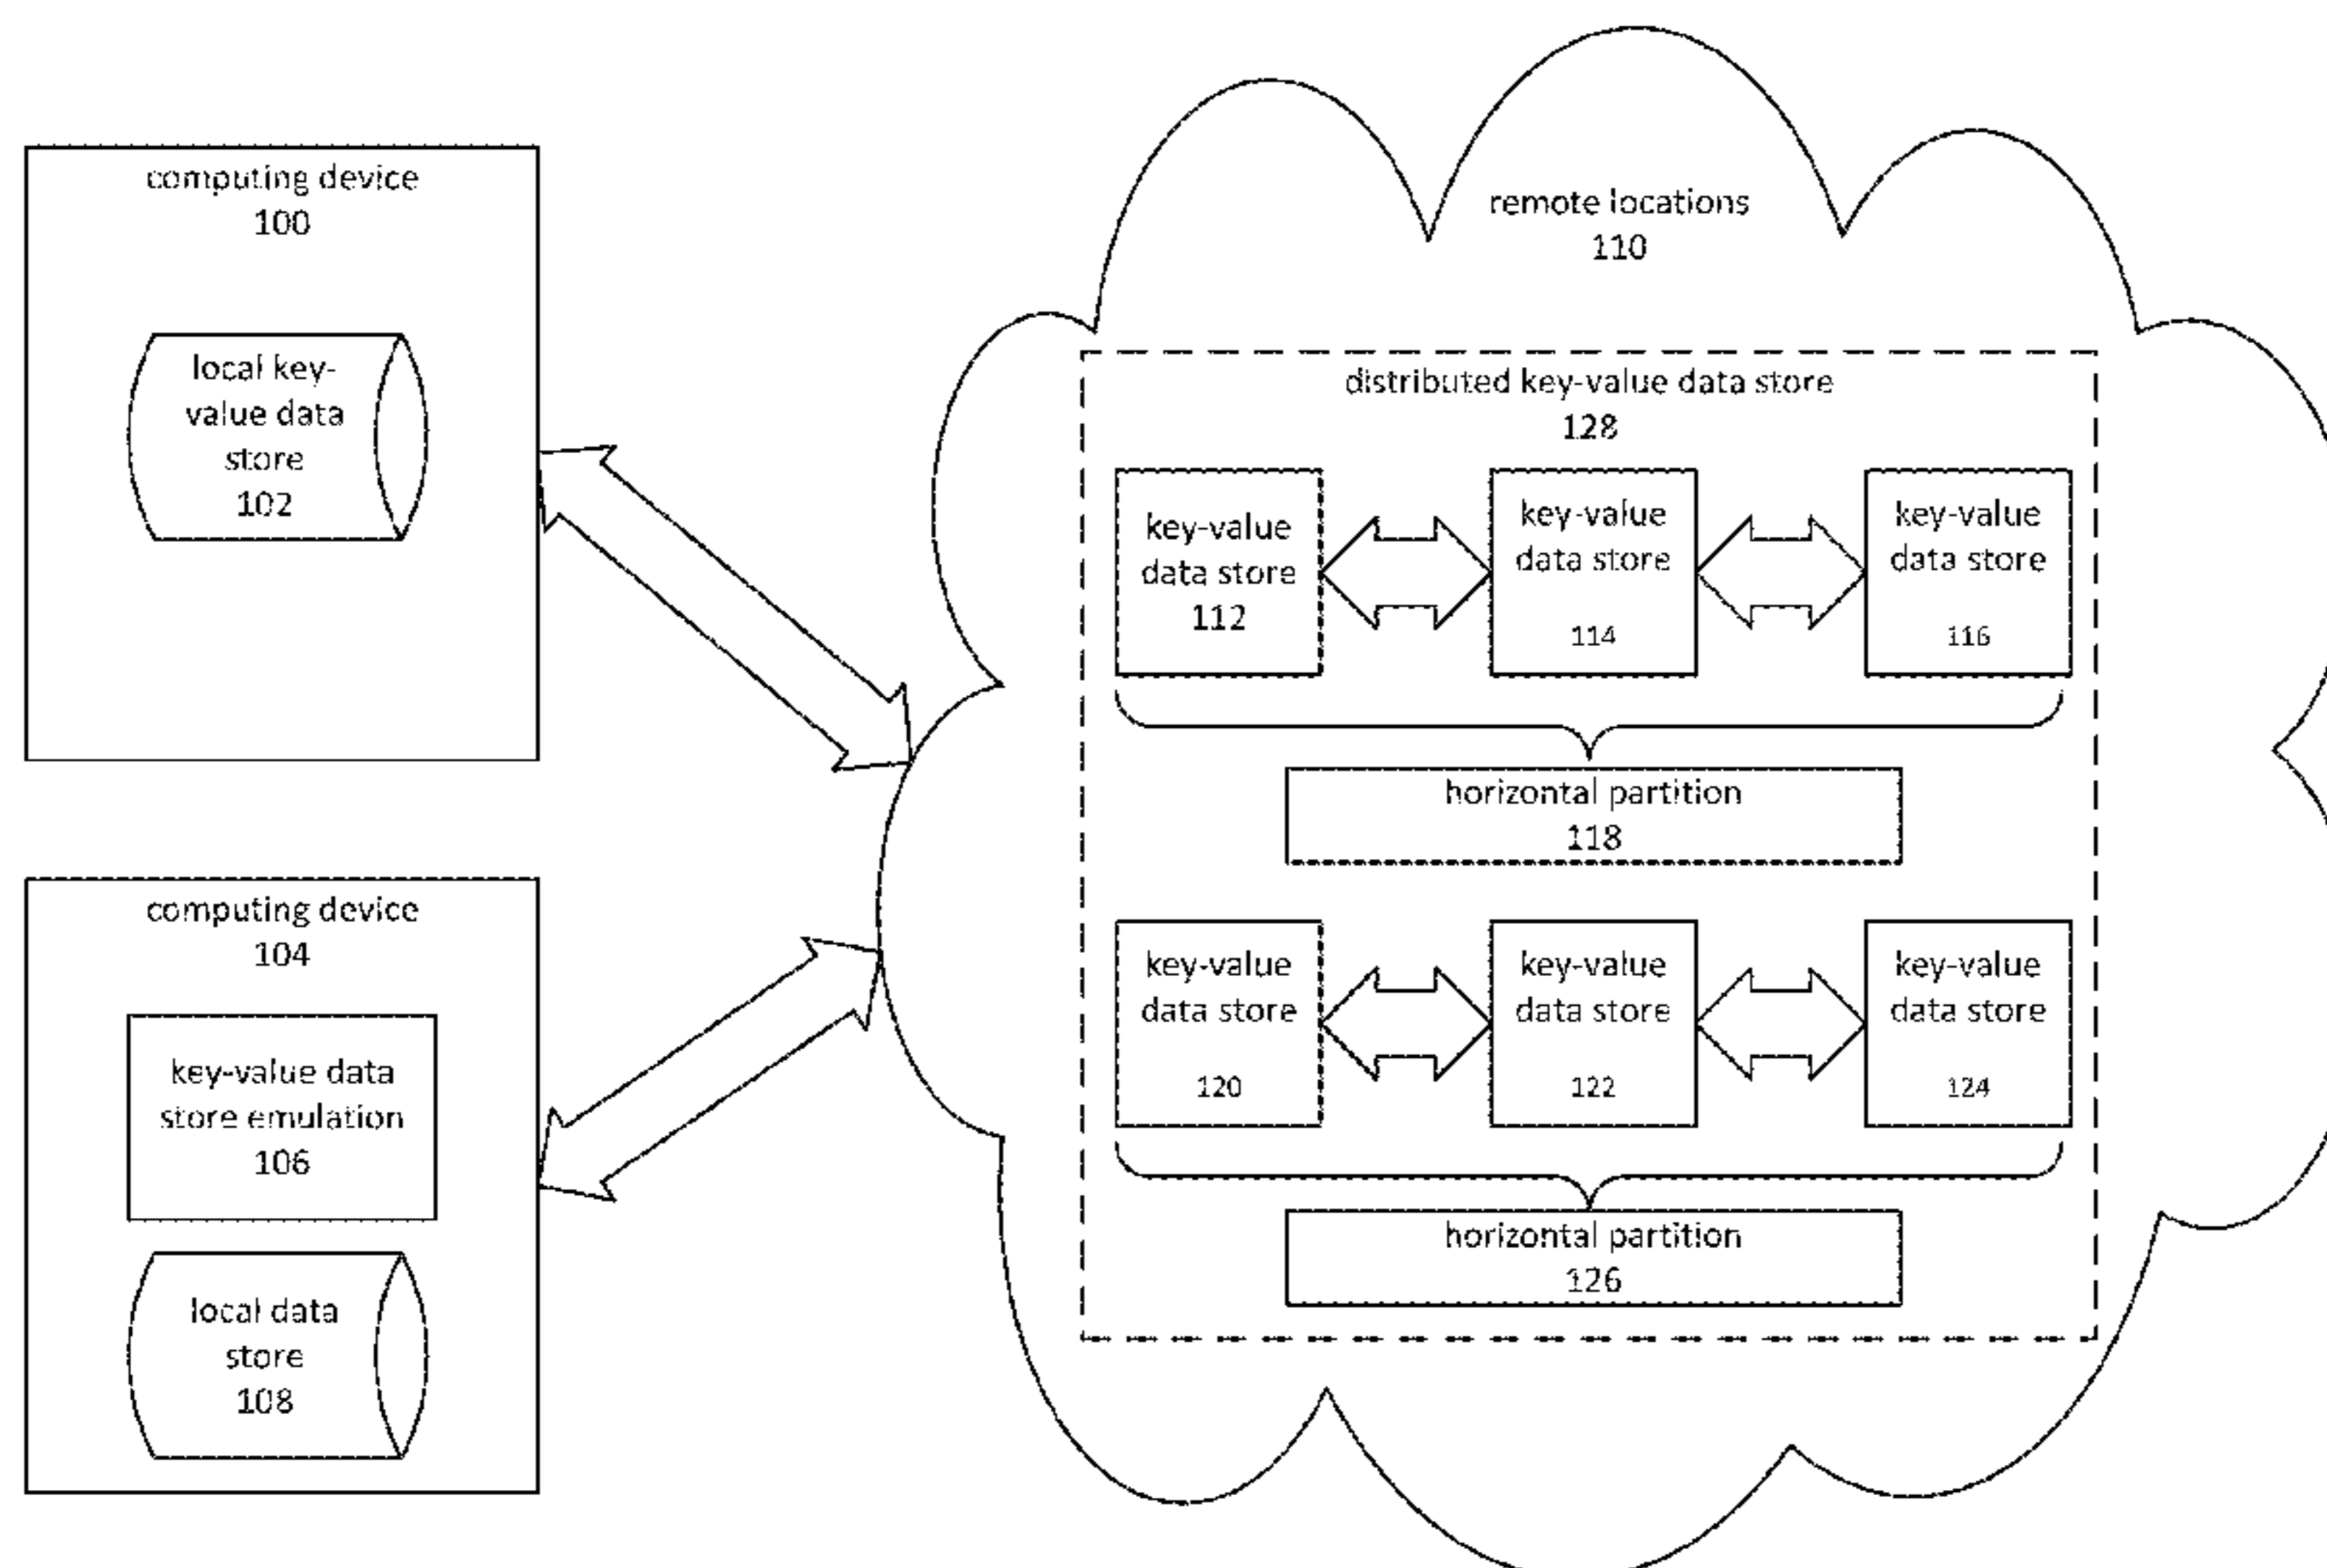 computing device
100
local key-
value data
store
102
computing device
104
key-value data
store emulation
106
local data
store
108
remote locations
110
distributed key-value data store
128
key-value
data store
112
key-value
data store
114
key-value
data store
116
horizontal partition
118
key-value
data store
120
key-value
data store
122
key-value
data store
124
horizontal partition
126